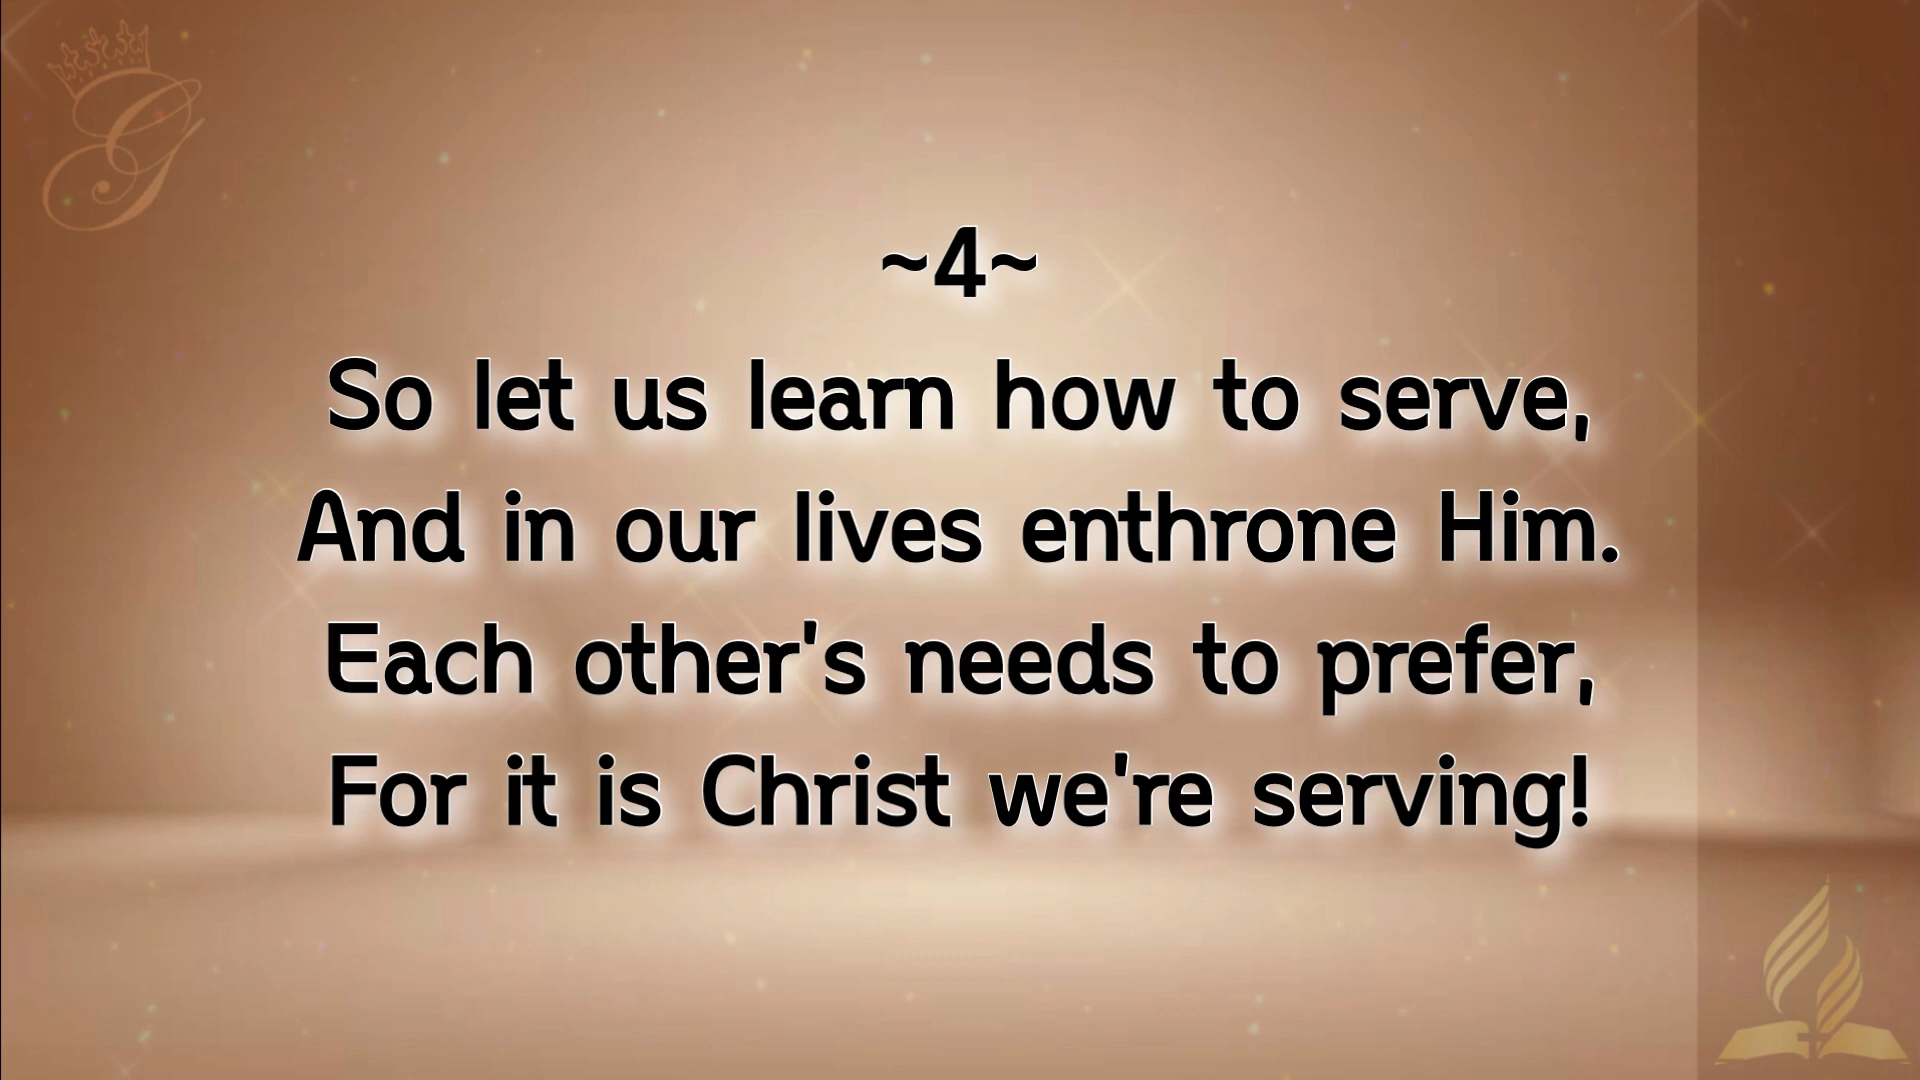 G
~4~
So let us learn how to serve,
And in our lives enthrone Him.
Each other's needs to prefer,
For it is Christ we're serving!